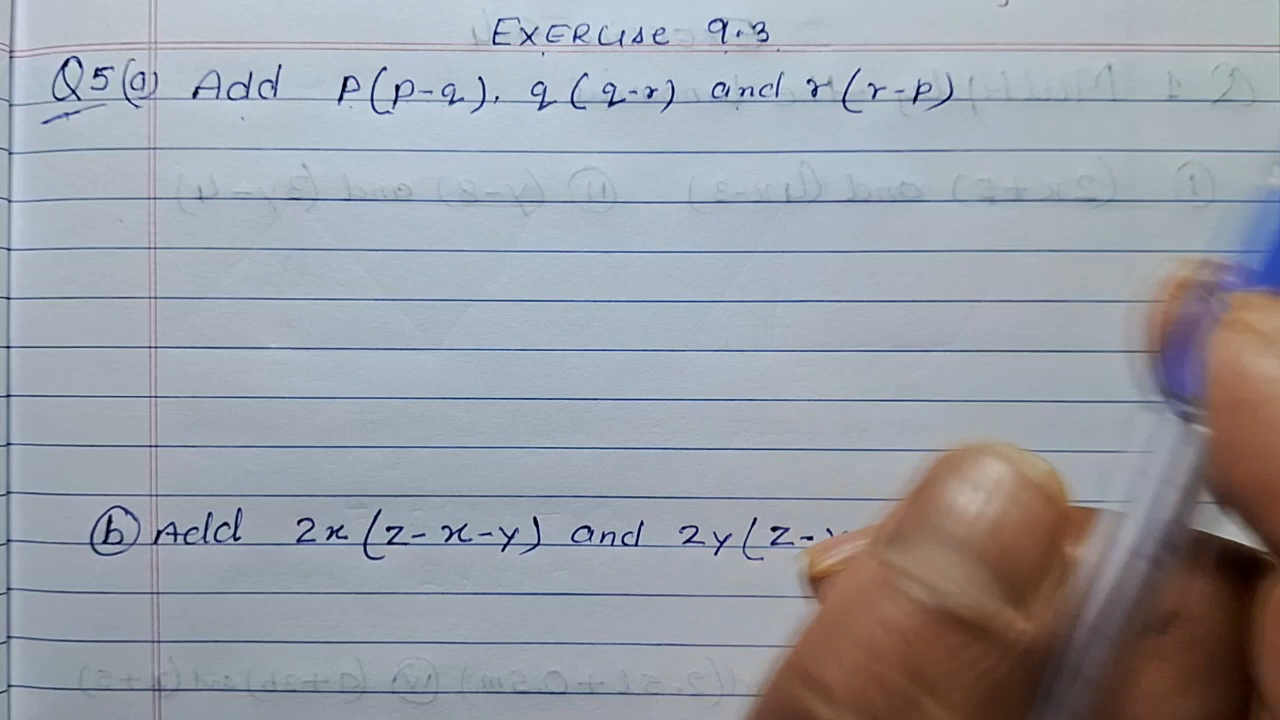 EXERCISE 9.3
Q5(a) Add p(p-q), q(q-r) and r(r-p)
(b) Add 2x(z-x-y) and 2y(z-